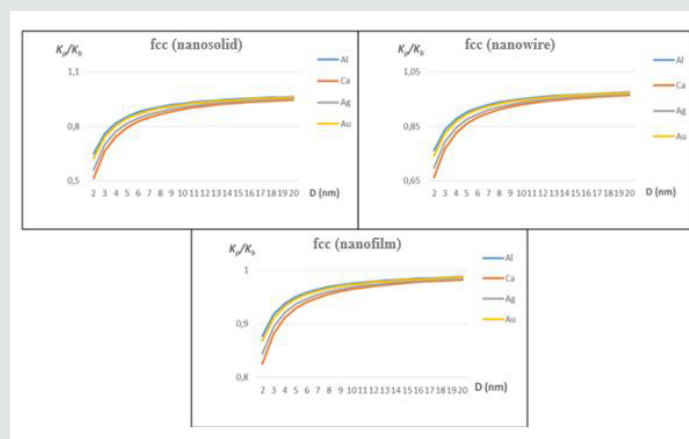 fcc (nanosolid)
Kp/Kb
1,1
0,8
0,5
2 3 4 5 6 7 8 9 10 11 12 13 14 15 16 17 18 19 20
D (nm)
Al
Ca
Ag
Au
fcc (nanowire)
Kp/Kb
1,05
0,85
0,65
2 3 4 5 6 7 8 9 10 11 12 13 14 15 16 17 18 19 20
D (nm)
Al
Ca
Ag
Au
fcc (nanofilm)
Kp/Kb
1
0,9
0,8
2 3 4 5 6 7 8 9 10 11 12 13 14 15 16 17 18 19 20
D (nm)
Al
Ca
Ag
Au